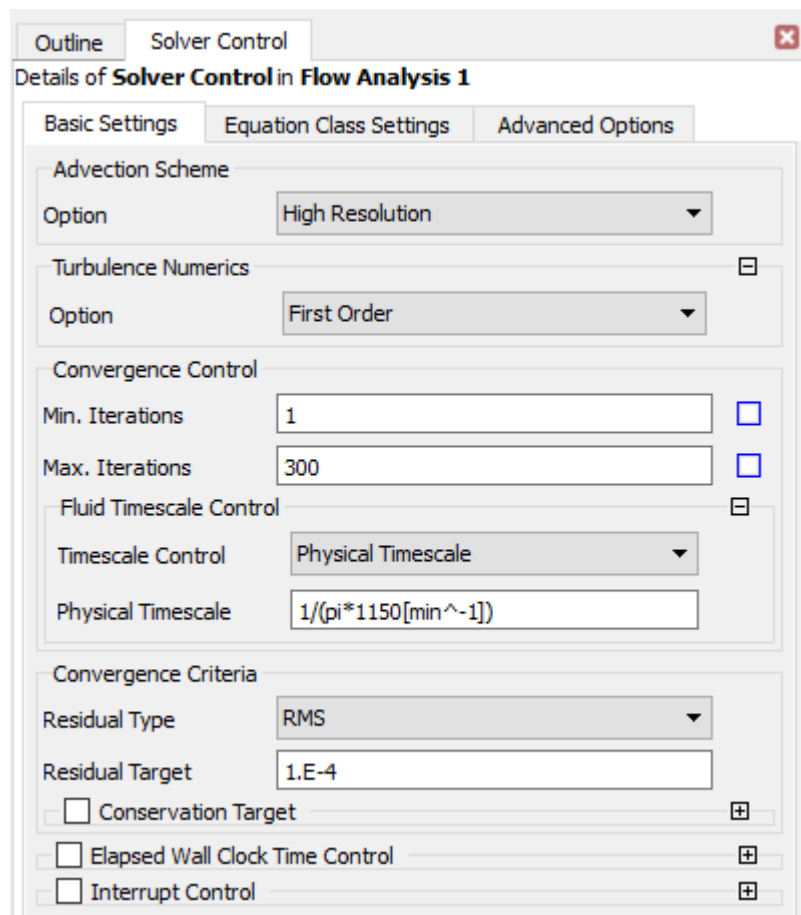 Outline Solver Control
Details of Solver Control in Flow Analysis 1
Basic Settings Equation Class Settings Advanced Options
Advection Scheme
Option High Resolution
Turbulence Numerics
Option First Order
Convergence Control
Min. Iterations 1
Max. Iterations 300
Fluid Timescale Control
Timescale Control Physical Timescale
Physical Timescale 1/(pi*1150[min^-1])
Convergence Criteria
Residual Type RMS
Residual Target 1.E-4
Conservation Target
Elapsed Wall Clock Time Control
Interrupt Control